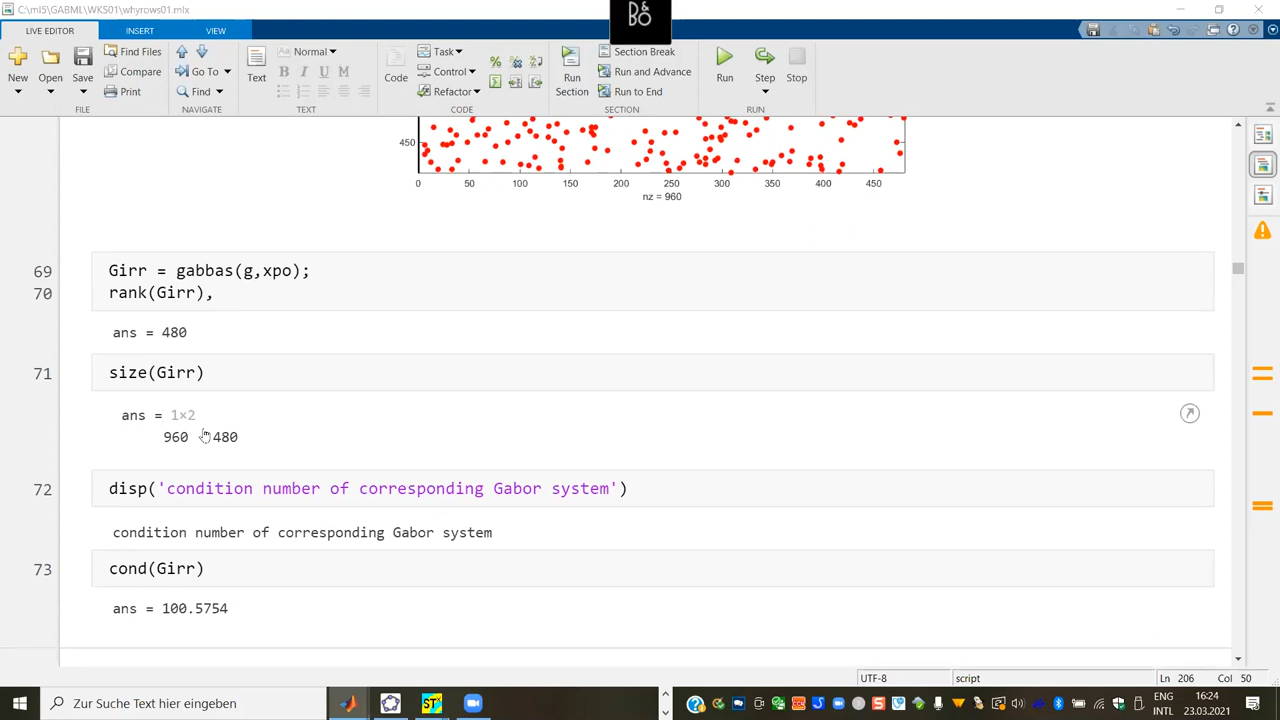 C:\mi5\GABML\WKS01\whyrows01.mlx
B&O
LIVE EDITOR INSERT VIEW
New Open Save
Find Files
Compare
Print
Go To
Find
Text
Normal
B I U M
Code
Task
Control
Refactor
Run Section
Section Break
Run and Advance
Run to End
Run Step Stop
FILE NAVIGATE TEXT CODE SECTION RUN
450
0 50 100 150 200 250 300 350 400 450
nz = 960
69 Girr = gabbas(g,xpo);
70 rank(Girr),
ans = 480
71 size(Girr)
ans = 1×2
960 480
72 disp('condition number of corresponding Gabor system')
condition number of corresponding Gabor system
73 cond(Girr)
ans = 100.5754
UTF-8 script Ln 206 Col 50
Zur Suche Text hier eingeben
ENG
INTL
16:24
23.03.2021